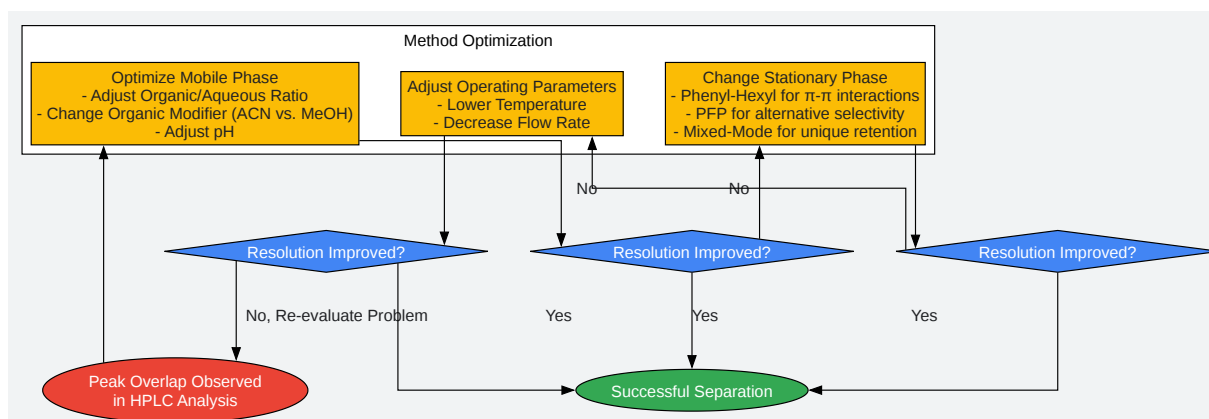 Method Optimization
Optimize Mobile Phase
- Adjust Organic/Aqueous Ratio
- Change Organic Modifier (ACN vs. MeOH)
- Adjust pH
Adjust Operating Parameters
- Lower Temperature
- Decrease Flow Rate
Change Stationary Phase
- Phenyl-Hexyl for π-π interactions
- PFP for alternative selectivity
- Mixed-Mode for unique retention
No
No
Resolution Improved?
Resolution Improved?
Resolution Improved?
No, Re-evaluate Problem
Yes
Yes
Yes
Peak Overlap Observed
in HPLC Analysis
Successful Separation